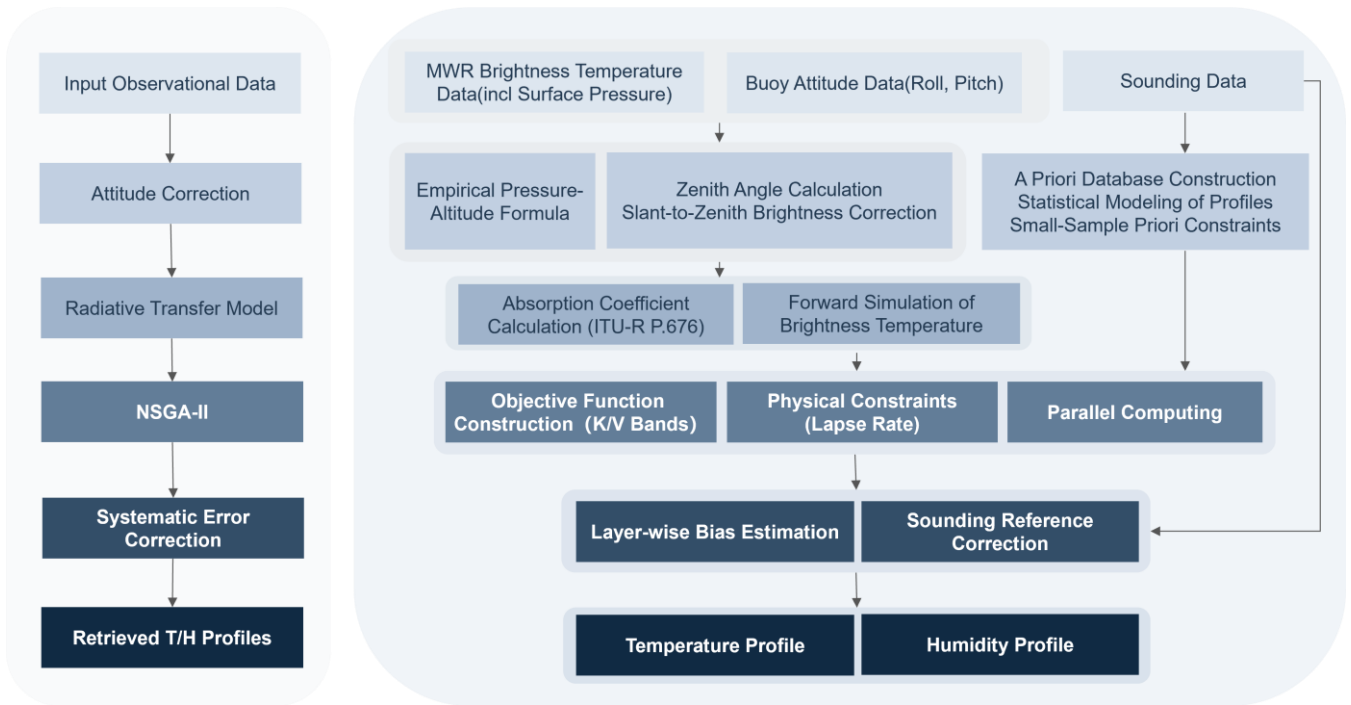 Input Observational Data
Attitude Correction
Radiative Transfer Model
NSGA-II
Systematic Error
Correction
Retrieved T/H Profiles
MWR Brightness Temperature
Data(incl Surface Pressure)
Buoy Attitude Data(Roll, Pitch)
Sounding Data
Empirical Pressure-
Altitude Formula
Zenith Angle Calculation
Slant-to-Zenith Brightness Correction
A Priori Database Construction
Statistical Modeling of Profiles
Small-Sample Priori Constraints
Absorption Coefficient
Calculation (ITU-R P.676)
Forward Simulation of
Brightness Temperature
Objective Function
Construction（K/V Bands）
Physical Constraints
(Lapse Rate)
Parallel Computing
Layer-wise Bias Estimation
Sounding Reference
Correction
Temperature Profile
Humidity Profile